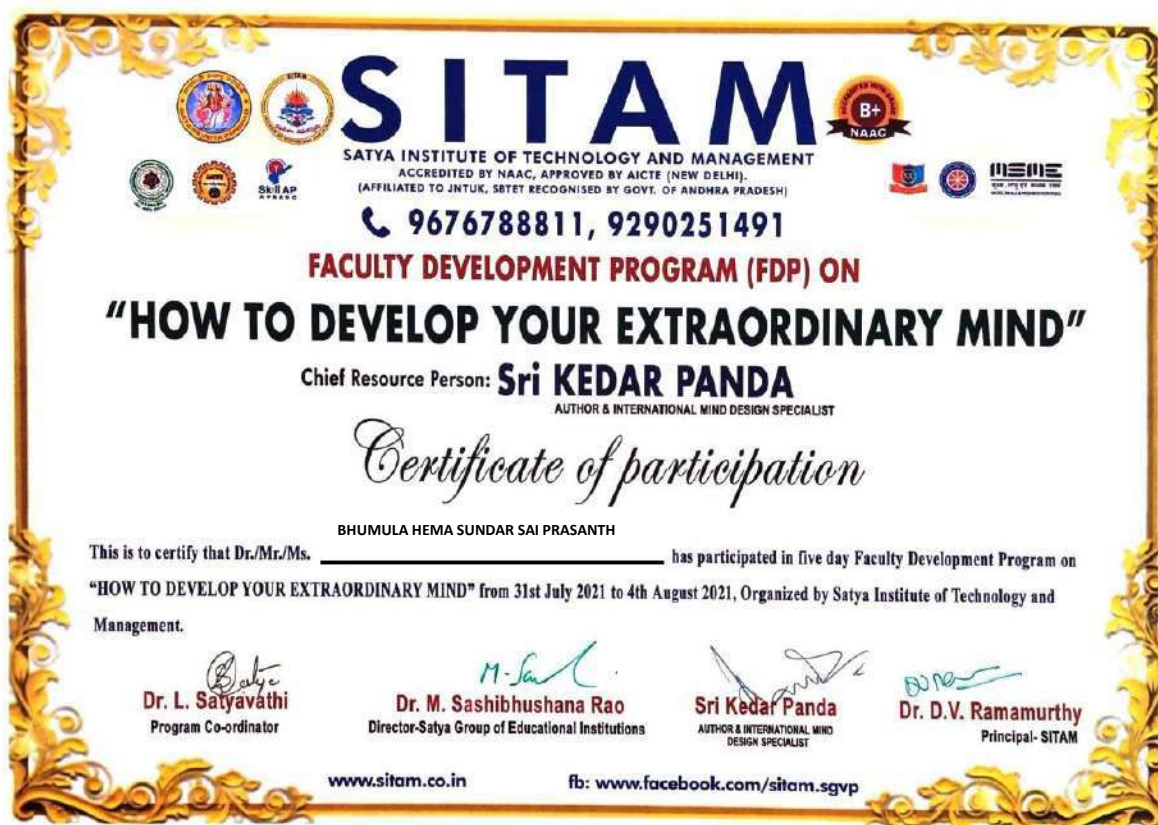 SITAM
ACCREDITED WITH GRADE
B+
NAAC
SATYA INSTITUTE OF TECHNOLOGY AND MANAGEMENT
ACCREDITED BY NAAC, APPROVED BY AICTE (NEW DELHI).
(AFFILIATED TO JNTUK, SBTET RECOGNISED BY GOVT. OF ANDHRA PRADESH)
Skill AP
APSSDC
MSME
9676788811, 9290251491
FACULTY DEVELOPMENT PROGRAM (FDP) ON
"HOW TO DEVELOP YOUR EXTRAORDINARY MIND"
Chief Resource Person: Sri KEDAR PANDA
AUTHOR & INTERNATIONAL MIND DESIGN SPECIALIST
Certificate of participation
BHUMULA HEMA SUNDAR SAI PRASANTH
This is to certify that Dr./Mr./Ms. has participated in five day Faculty Development Program on
"HOW TO DEVELOP YOUR EXTRAORDINARY MIND" from 31st July 2021 to 4th August 2021, Organized by Satya Institute of Technology and
Management.
Dr. L. Satyavathi
Program Co-ordinator
Dr. M. Sashibhushana Rao
Director-Satya Group of Educational Institutions
Sri Kedar Panda
AUTHOR & INTERNATIONAL MIND
DESIGN SPECIALIST
Dr. D.V. Ramamurthy
Principal- SITAM
www.sitam.co.in fb: www.facebook.com/sitam.sgvp